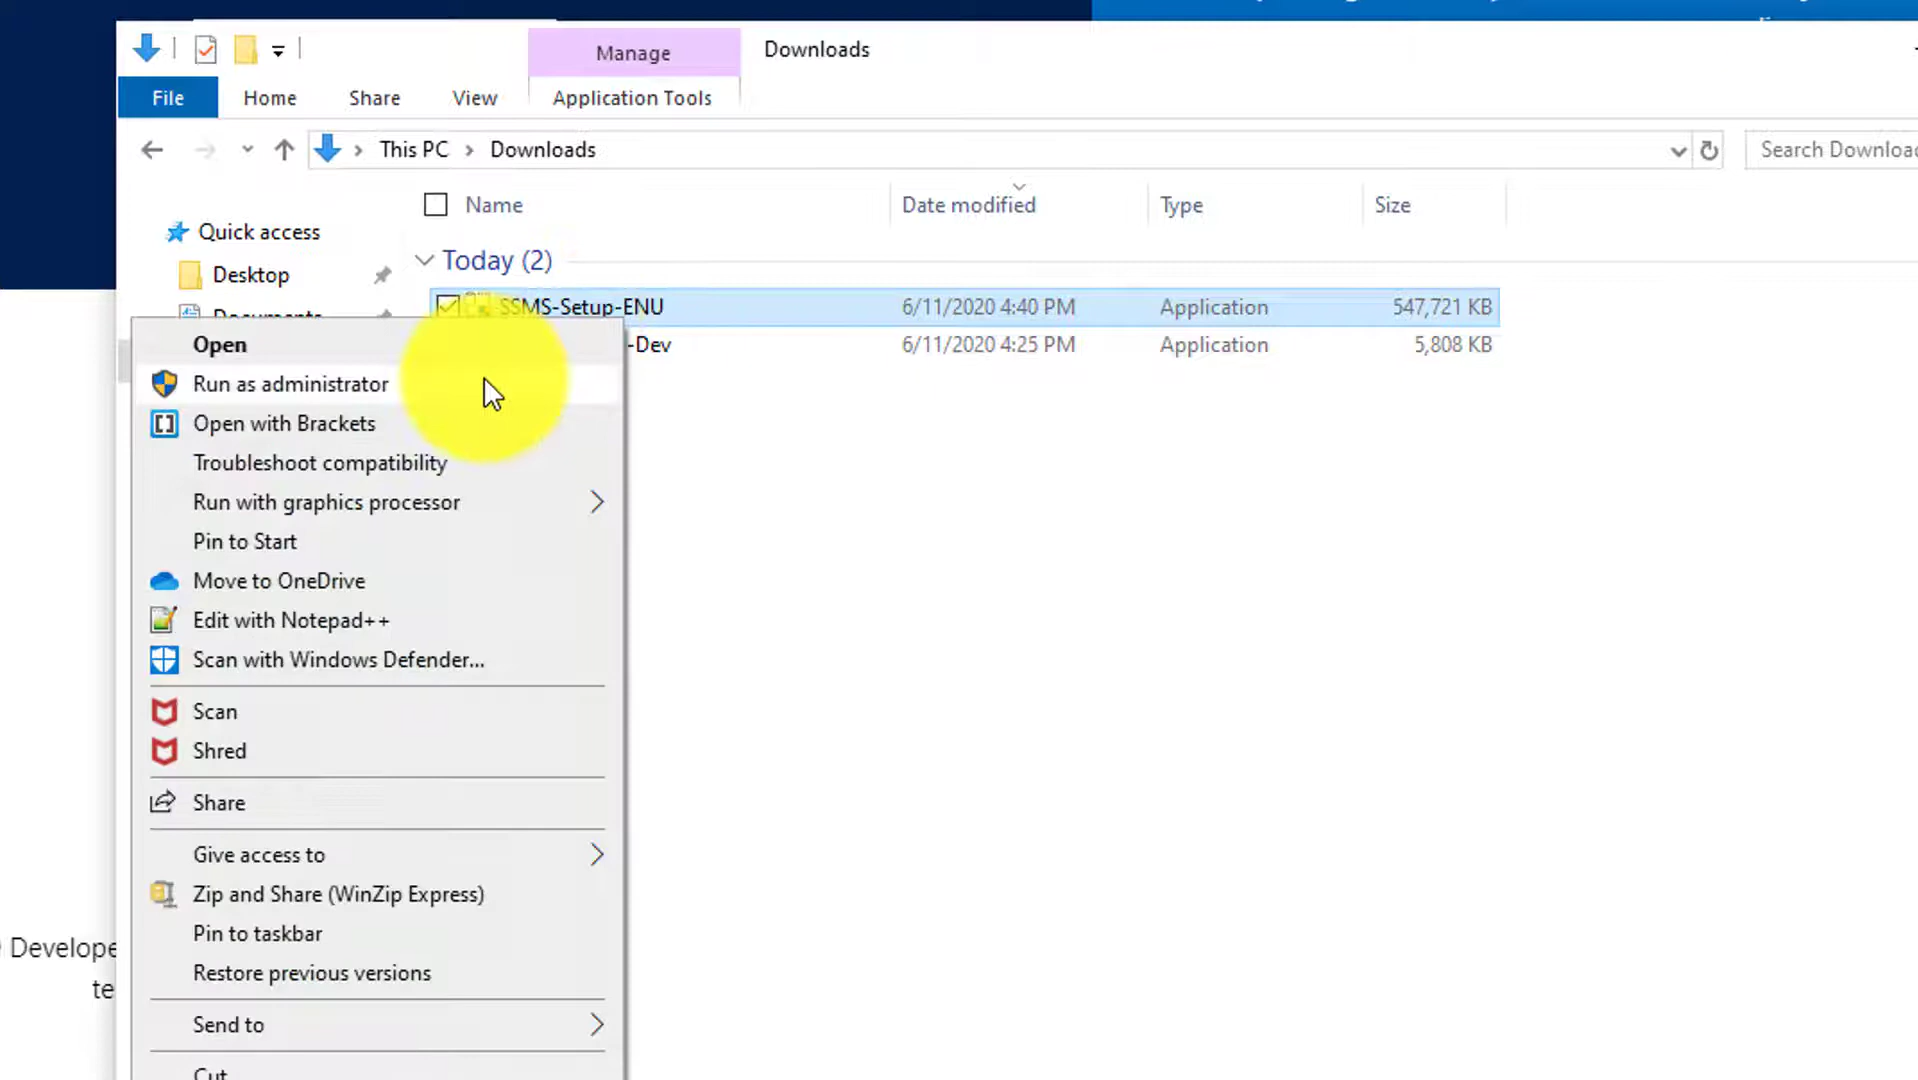 Manage
Downloads
File
Home
Share
View
Application Tools
This PC
Downloads
Name
Date modified
Type
Size
Quick access
Today (2)
Desktop
Documents
SSMS-Setup-ENU
6/11/2020 4:40 PM
Application
547,721 KB
-Dev
6/11/2020 4:25 PM
Application
5,808 KB
Open
Run as administrator
Open with Brackets
Troubleshoot compatibility
Run with graphics processor
Pin to Start
Move to OneDrive
Edit with Notepad++
Scan with Windows Defender...
Scan
Shred
Share
Give access to
Zip and Share (WinZip Express)
Pin to taskbar
Restore previous versions
Send to
Cut
Search Downloa
Develope
te